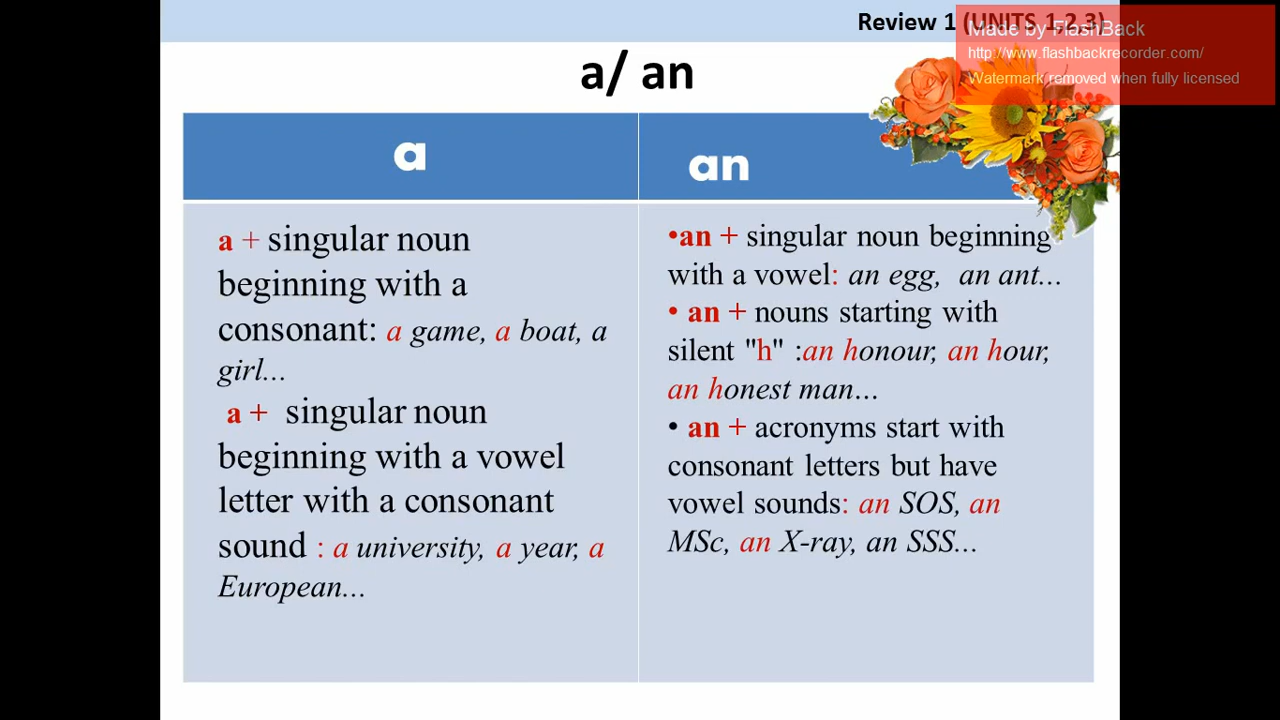 Review 1 (UNITS 1,2,3)
Made by FlashBack
http://www.flashbackrecorder.com/
Watermark removed when fully licensed
a/ an
a
an
a + singular noun
beginning with a
consonant: a game, a boat, a
girl...
a + singular noun
beginning with a vowel
letter with a consonant
sound : a university, a year, a
European...
•an + singular noun beginning
with a vowel: an egg, an ant...
• an + nouns starting with
silent "h" :an honour, an hour,
an honest man...
• an + acronyms start with
consonant letters but have
vowel sounds: an SOS, an
MSc, an X-ray, an SSS...